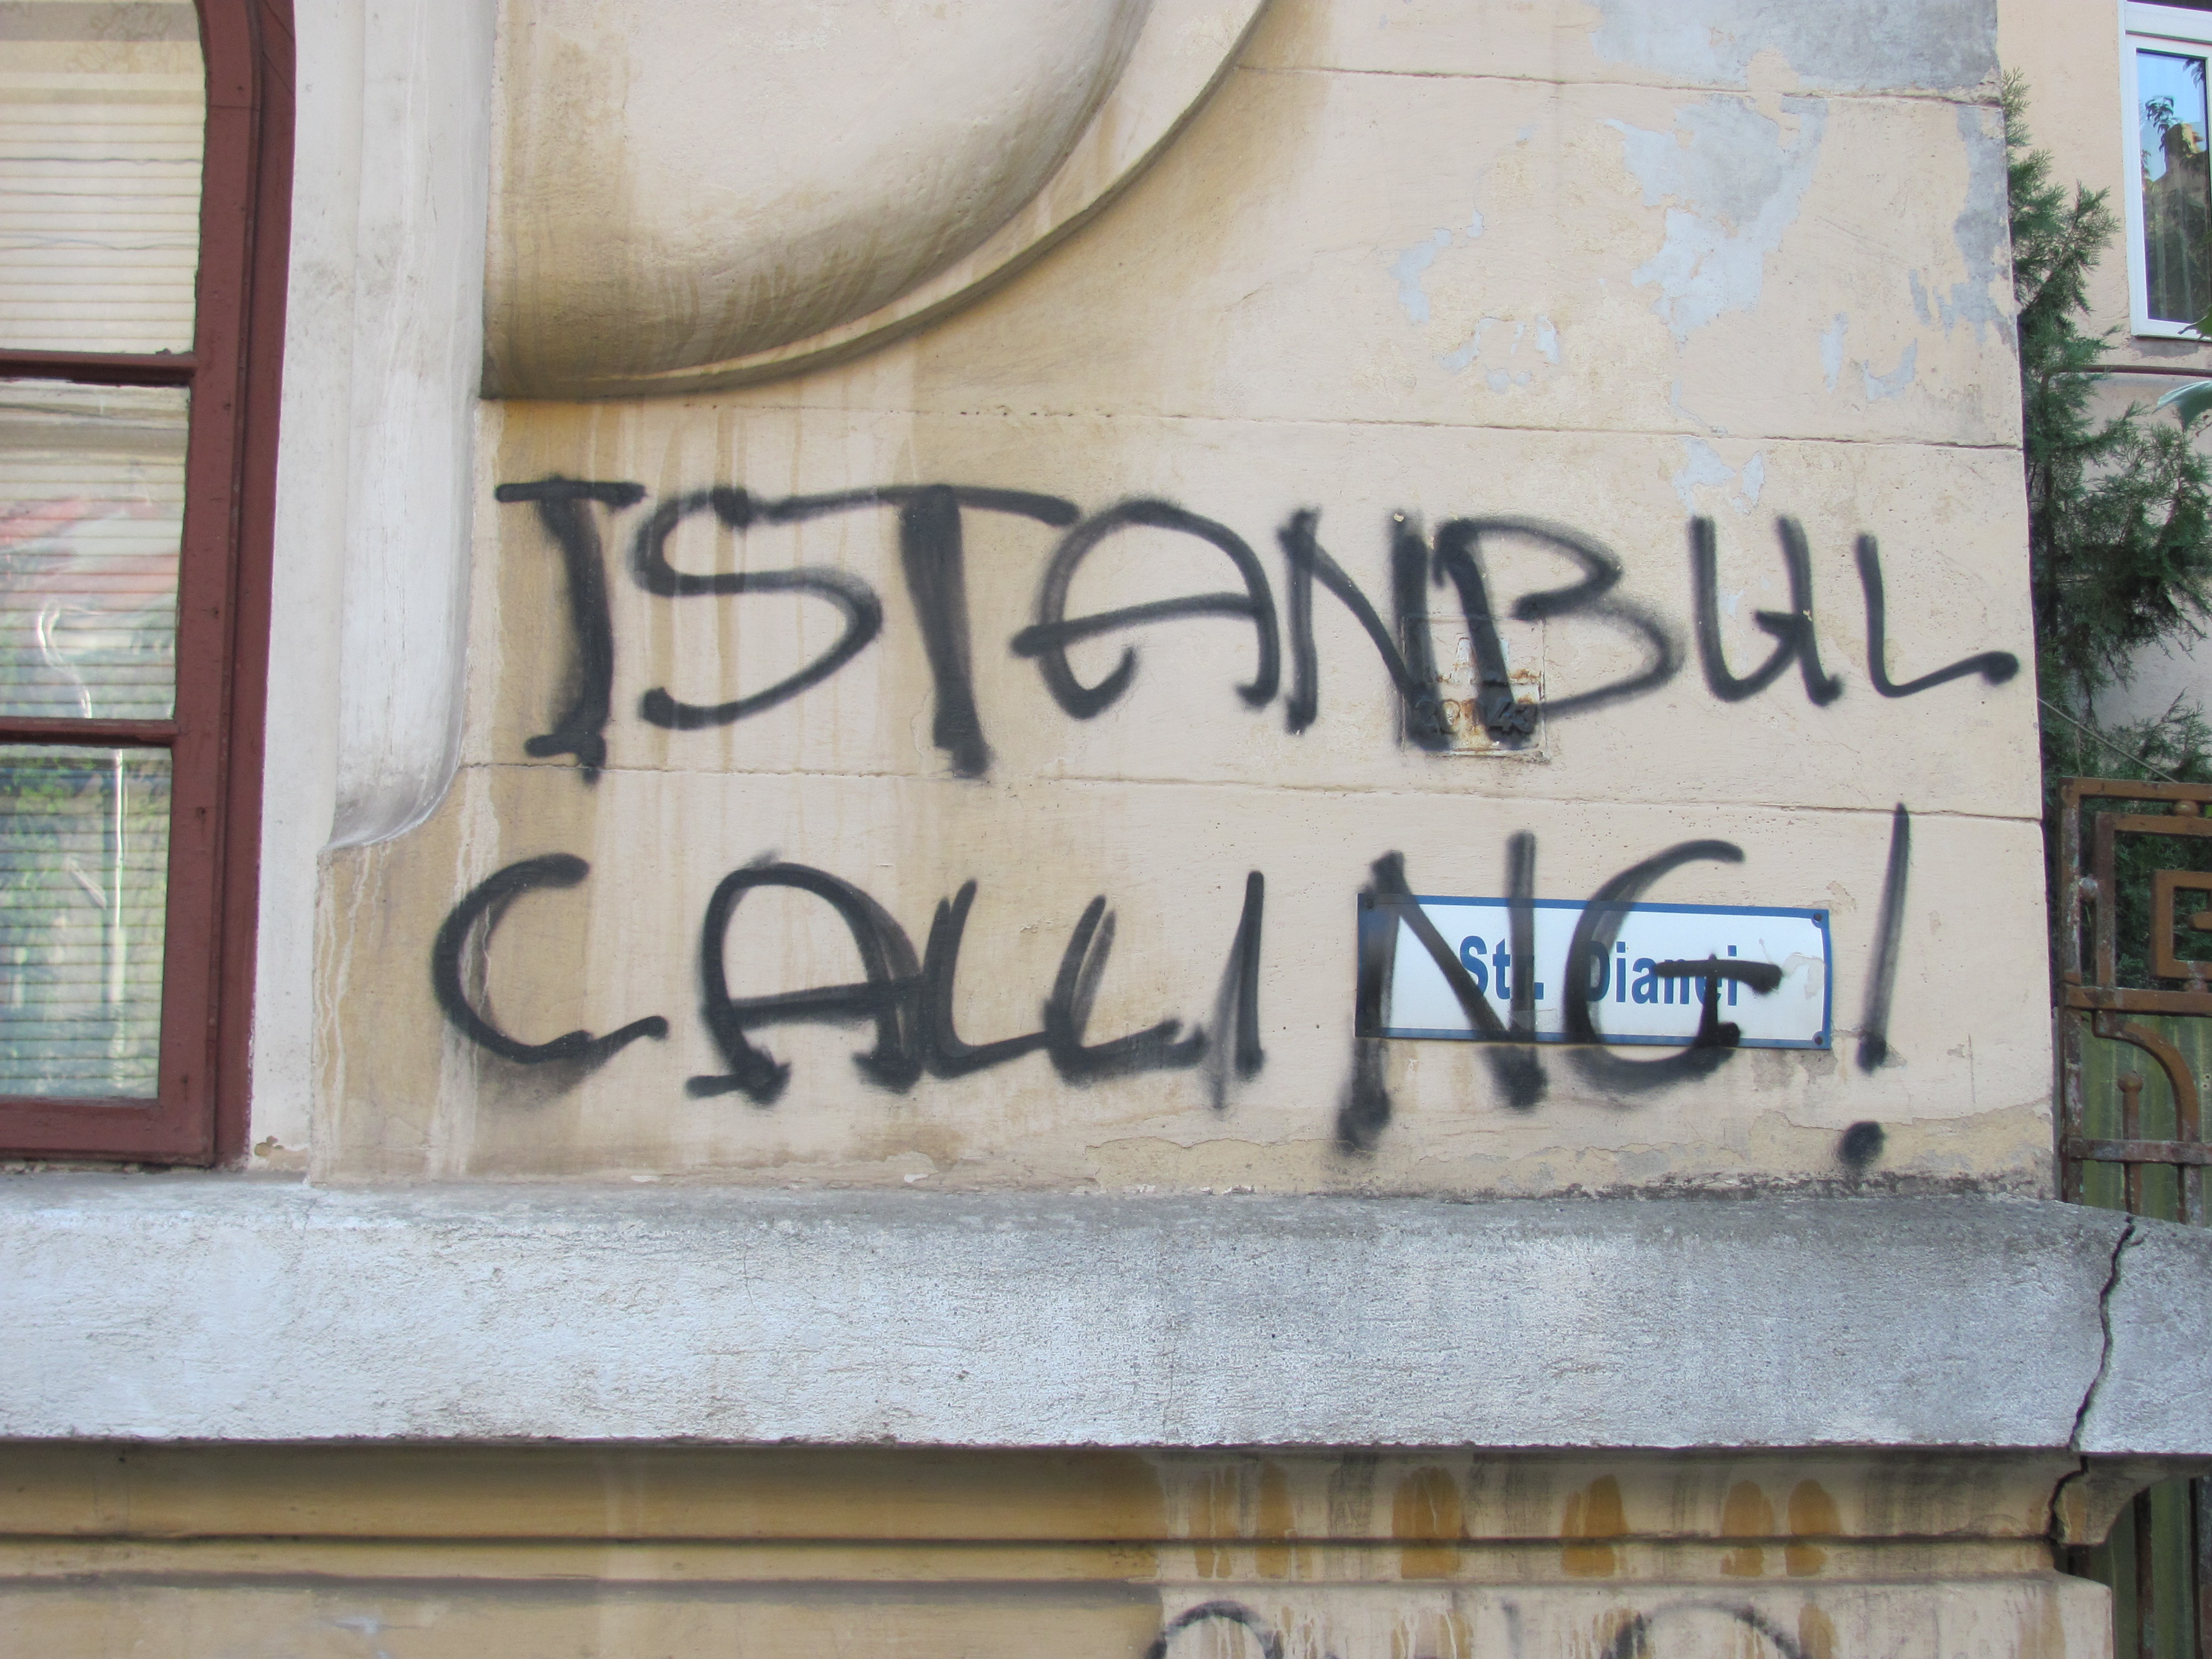 ISTANBUL
CALLING!
Str. Dianei